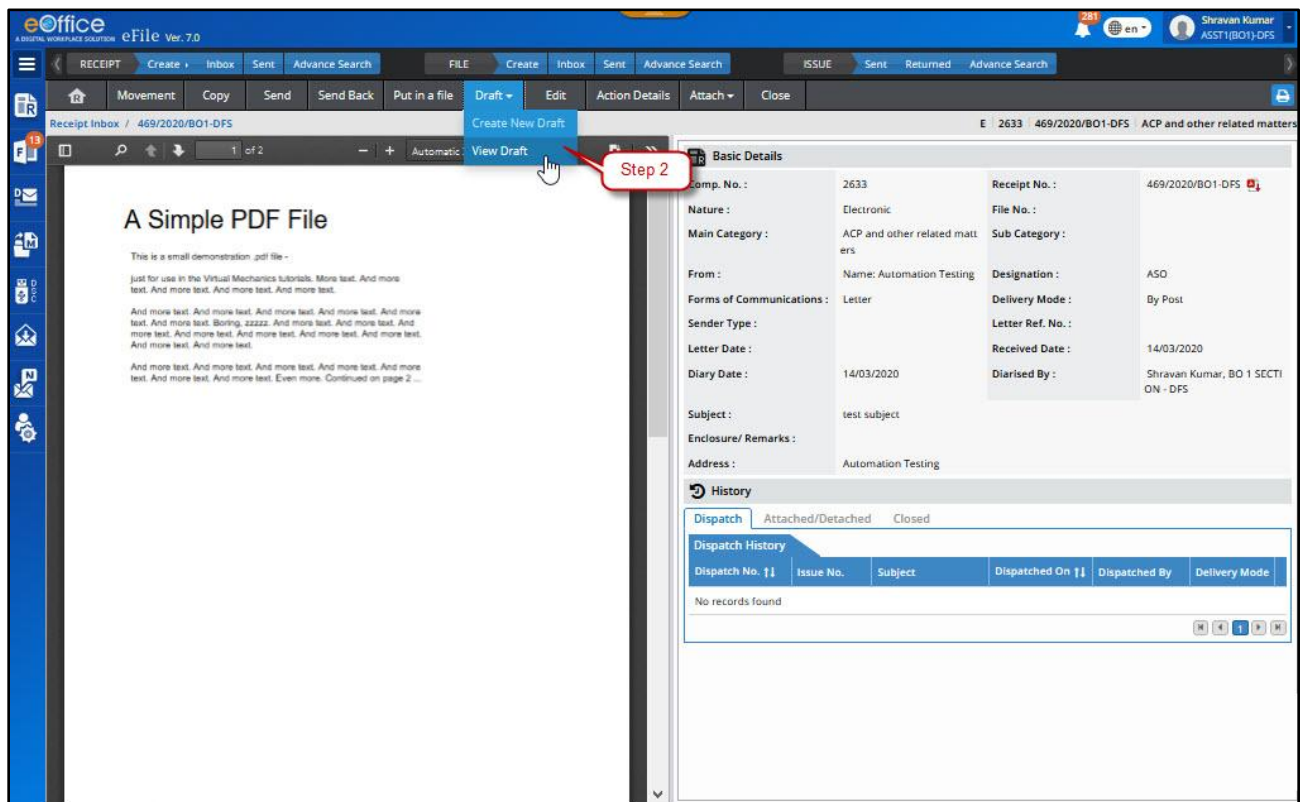 eOffice
A DIGITAL WORKPLACE SOLUTION eFile Ver. 7.0
281
en
Shravan Kumar
ASST1(BO1)-DFS
RECEIPT Create Inbox Sent Advance Search FILE Create Inbox Sent Advance Search ISSUE Sent Returned Advance Search
Movement Copy Send Send Back Put in a file Draft Edit Action Details Attach Close
Receipt Inbox / 469/2020/BO1-DFS
Create New Draft
E 2633 469/2020/BO1-DFS ACP and other related matters
13
1 of 2 Automatic
View Draft
Step 2
Basic Details
Comp. No. : 2633 Receipt No. : 469/2020/BO1-DFS
Nature : Electronic File No. :
Main Category : ACP and other related matt
ers
Sub Category :
From : Name: Automation Testing Designation : ASO
Forms of Communications : Letter Delivery Mode : By Post
Sender Type : Letter Ref. No. :
Letter Date : Received Date : 14/03/2020
Diary Date : 14/03/2020 Diarised By : Shravan Kumar, BO 1 SECTI
ON - DFS
Subject : test subject
Enclosure/ Remarks :
Address : Automation Testing
A Simple PDF File
This is a small demonstration .pdf file -
just for use in the Virtual Mechanics tutorials. More text. And more
text. And more text. And more text. And more text.
And more text. And more text. And more text. And more text. And more
text. And more text. Boring, zzzzz. And more text. And more text. And
more text. And more text. And more text. And more text. And more text.
And more text. And more text.
And more text. And more text. And more text. And more text. And more
text. And more text. And more text. Even more. Continued on page 2 ...
History
Dispatch Attached/Detached Closed
Dispatch History
Dispatch No. Issue No. Subject Dispatched On Dispatched By Delivery Mode
No records found
1
D
D
S
C
M
N